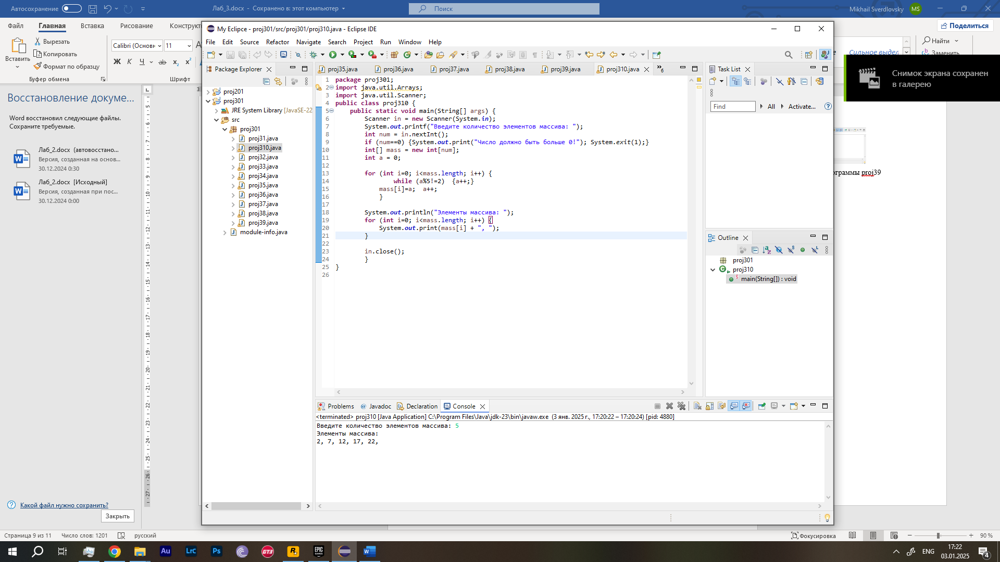 Автосохранение
Лаб_3.docx - Сохранено в: этот компьютер
Поиск
Mikhail Sverdlovsky
MS
Файл
Главная
Вставка
Рисование
Поделиться
Вставить
Вырезать
Копировать
Формат по образцу
Буфер обмена
Calibri (Основ
11
Шрифт
Найти
Заменить
Сильное выдел
Снимок экрана сохранен
в галерею
Восстановление докуме...
Word восстановил следующие файлы.
Сохраните требуемые.
Лаб_2.docx (автовосстано...
Версия, созданная на основ...
30.12.2024 0:30
Лаб_2.docx [Исходный]
Версия, созданная при пос...
30.12.2024 0:00
Какой файл нужно сохранить?
Закрыть
My Eclipce - proj301/src/proj301/proj310.java - Eclipse IDE
File Edit Source Refactor Navigate Search Project Run Window Help
Package Explorer
proj201
proj301
JRE System Library [JavaSE-22
src
proj301
proj31.java
proj310.java
proj32.java
proj33.java
proj34.java
proj35.java
proj36.java
proj37.java
proj38.java
proj39.java
module-info.java
proj35.java proj36.java proj37.java proj38.java proj39.java proj310.java »6
1 package proj301;
2 import java.util.Arrays;
3 import java.util.Scanner;
4 public class proj310 {
5 public static void main(String[] args) {
6 Scanner in = new Scanner(System.in);
7 System.out.printf("Введите количество элементов массива: ");
8 int num = in.nextInt();
9 if (num==0) {System.out.print("Число должно быть больше 0!"); System.exit(1);}
10 int[] mass = new int[num];
11 int a = 0;
12
13 for (int i=0; i<mass.length; i++) {
14 while (a%5!=2) {a++;}
15 mass[i]=a; a++;
16 }
17
18 System.out.println("Элементы массива: ");
19 for (int i=0; i<mass.length; i++) {
20 System.out.print(mass[i] + ", ");
21 }
22
23 in.close();
24 }
25 }
26
Task List
Find
All
Activate...
Outline
proj301
proj310
main(String[]) : void
ограммы proj39
Problems Javadoc Declaration Console
<terminated> proj310 [Java Application] C:\Program Files\Java\jdk-23\bin\javaw.exe (3 янв. 2025 г., 17:20:22 – 17:20:24) [pid: 4880]
Введите количество элементов массива: 5
Элементы массива:
2, 7, 12, 17, 22,
Страница 9 из 11
Число слов: 1201
русский
Фокусировка
90 %
Au
Lrc
Ps
GT3
R
EPIC GAMES
ENG
17:22
03.01.2025
4